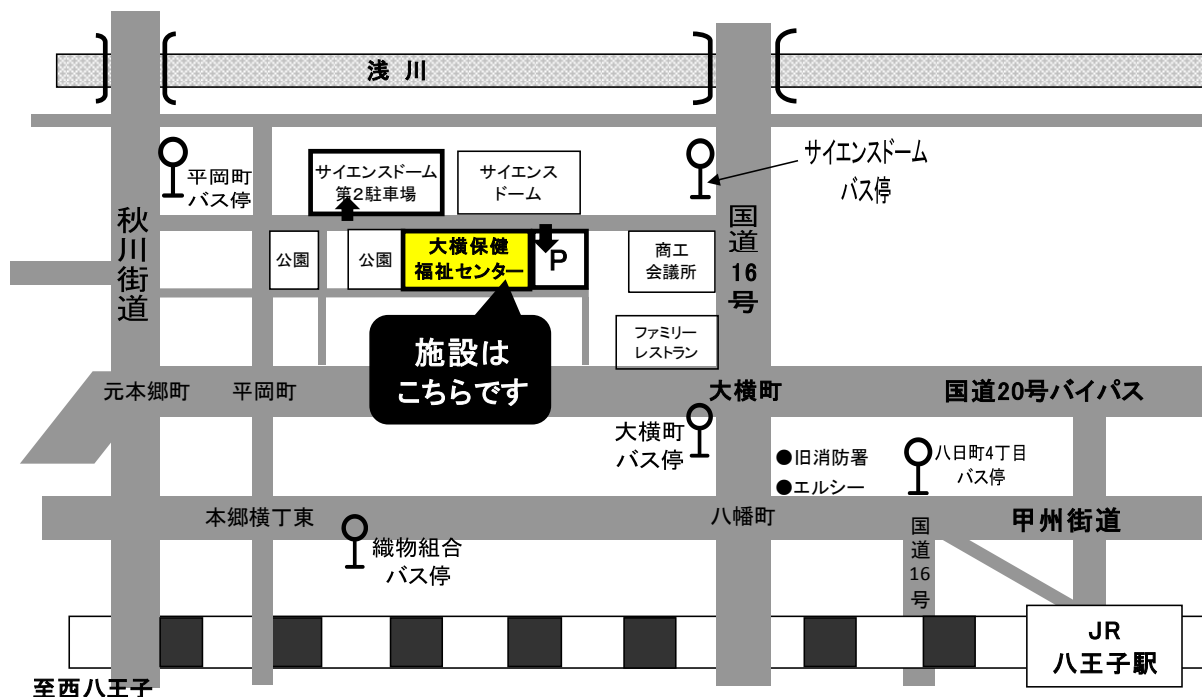 浅 川
サイエンスドーム
バス停
平岡町
バス停
サイエンスドーム
第2駐車場
サイエンス
ドーム
秋川街道
国道16号
公園
公園
大横保健
福祉センター
P
商工
会議所
施設は
こちらです
ファミリー
レストラン
元本郷町
平岡町
大横町
国道20号バイパス
大横町
バス停
●旧消防署
●エルシー
八日町4丁目
バス停
本郷横丁東
八幡町
甲州街道
織物組合
バス停
国道16号
JR
八王子駅
至西八王子